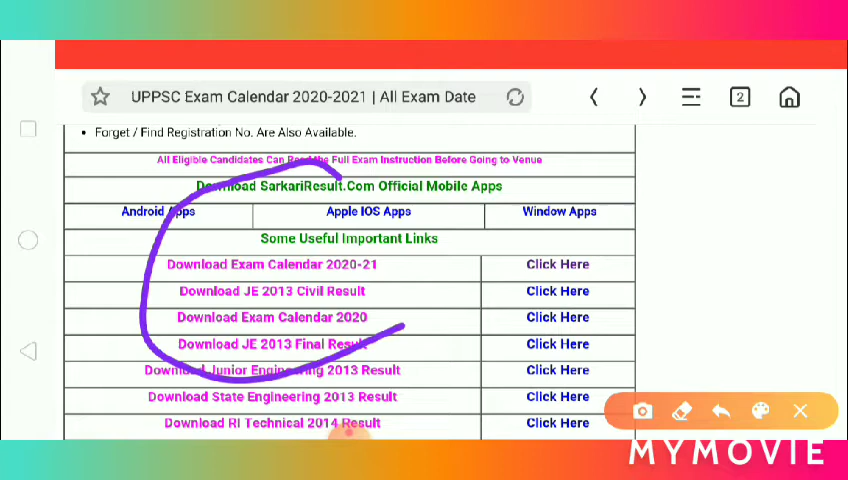 UPPSC Exam Calendar 2020-2021 | All Exam Date
2
• Forget / Find Registration No. Are Also Available.
All Eligible Candidates Can Read the Full Exam Instruction Before Going to Venue
Download SarkariResult.Com Official Mobile Apps
Android Apps Apple IOS Apps Window Apps
Some Useful Important Links
Download Exam Calendar 2020-21 Click Here
Download JE 2013 Civil Result Click Here
Download Exam Calendar 2020 Click Here
Download JE 2013 Final Result Click Here
Download Junior Engineering 2013 Result Click Here
Download State Engineering 2013 Result Click Here
Download RI Technical 2014 Result Click Here
MYMOVIE